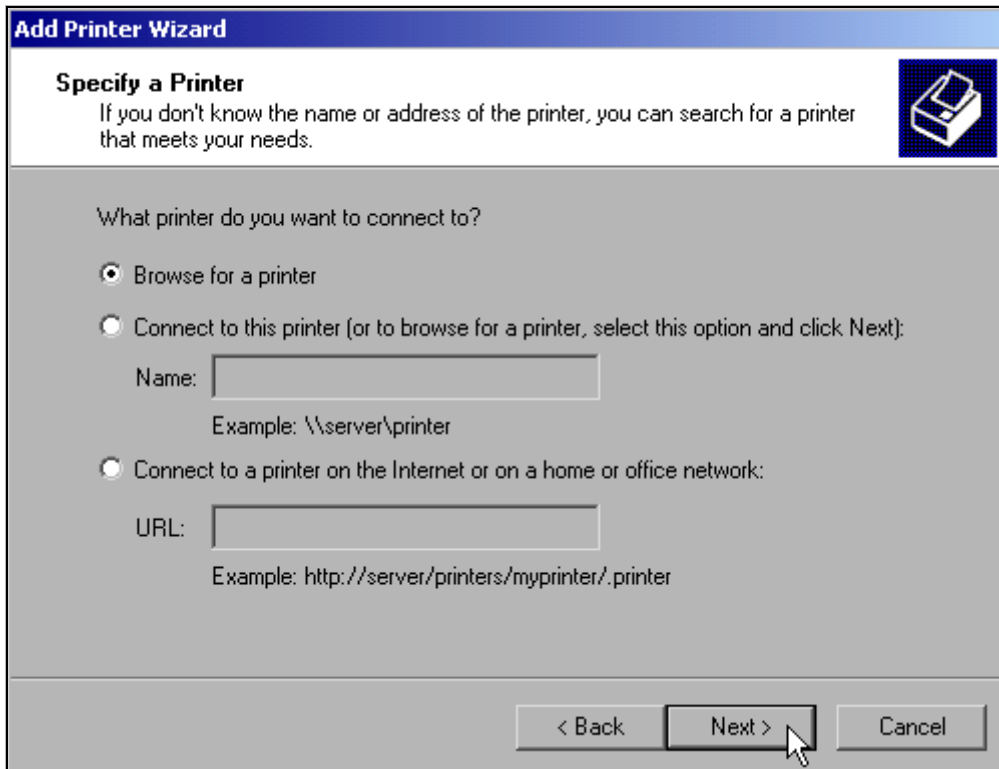 Add Printer Wizard
Specify a Printer
If you don't know the name or address of the printer, you can search for a printer
that meets your needs.
What printer do you want to connect to?
Browse for a printer
Connect to this printer (or to browse for a printer, select this option and click Next):
Name:
Example: \\server\printer
Connect to a printer on the Internet or on a home or office network:
URL:
Example: http://server/printers/myprinter/.printer
< Back Next > Cancel